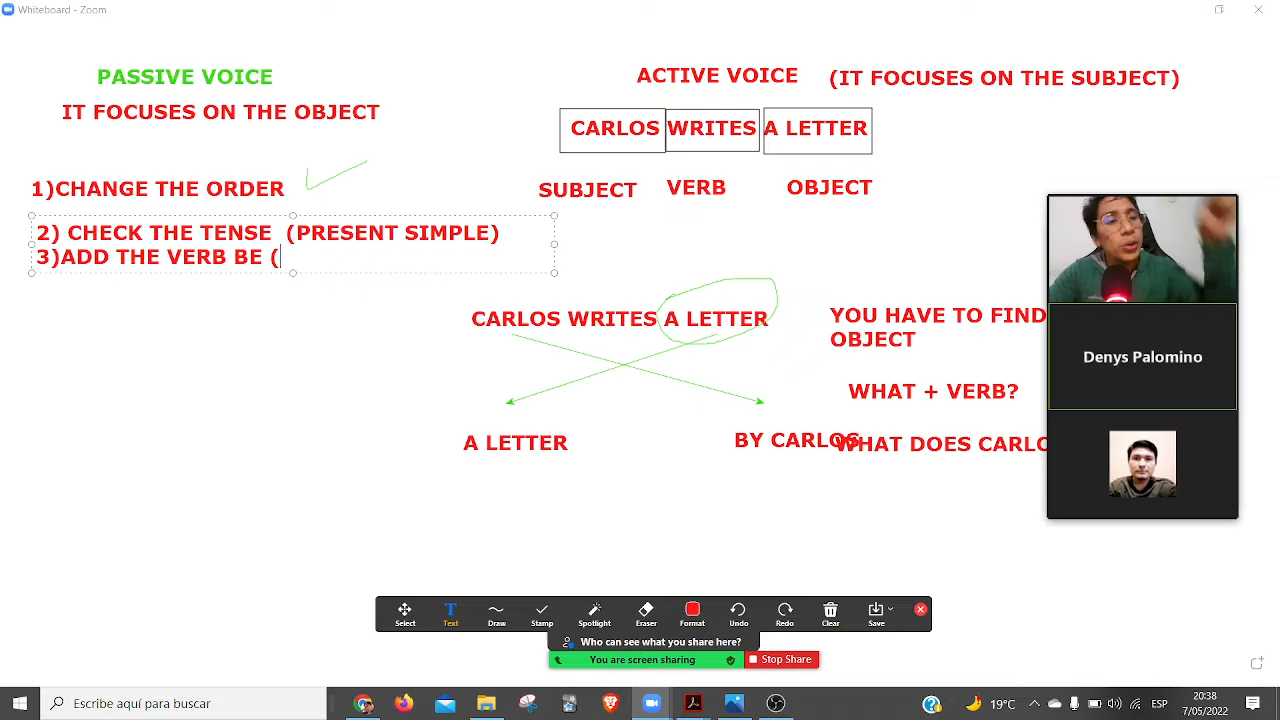 Whiteboard - Zoom
PASSIVE VOICE
IT FOCUSES ON THE OBJECT
ACTIVE VOICE
(IT FOCUSES ON THE SUBJECT)
CARLOS WRITES A LETTER
SUBJECT VERB OBJECT
1)CHANGE THE ORDER
2) CHECK THE TENSE (PRESENT SIMPLE)
3)ADD THE VERB BE (
CARLOS WRITES A LETTER
A LETTER
BY CARLOS
YOU HAVE TO FIND
OBJECT
WHAT + VERB?
WHAT DOES CARLO
Denys Palomino
Select Text Draw Stamp Spotlight Eraser Format Undo Redo Clear Save
Who can see what you share here?
You are screen sharing
Stop Share
Escribe aquí para buscar
19°C
ESP
20:38
7/05/2022